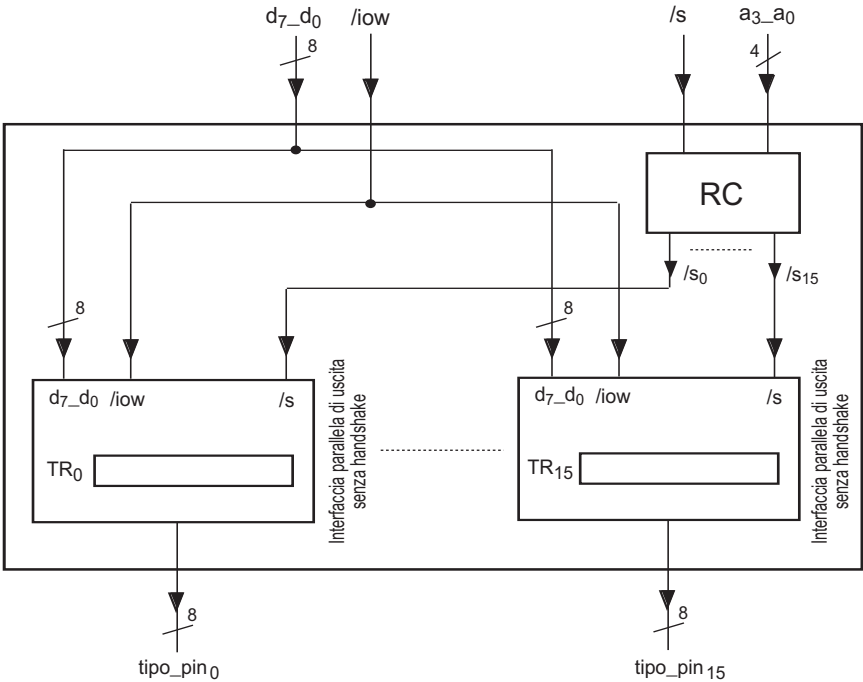 d7_d0 /iow /s a3_a0
8 4
RC
/s0 /s15
8 8
d7_d0 /iow /s
TR0
Interfaccia parallela di uscita
senza handshake
d7_d0 /iow /s
TR15
Interfaccia parallela di uscita
senza handshake
8 8
tipo_pin0 tipo_pin15